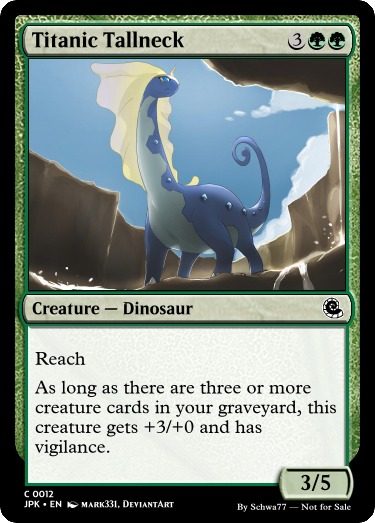 Titanic Tallneck 3
Creature — Dinosaur
Reach
As long as there are three or more
creature cards in your graveyard, this
creature gets +3/+0 and has
vigilance.
3/5
C 0012
JPK • EN MARK331, DEVIANTART
By Schwa77 — Not for Sale